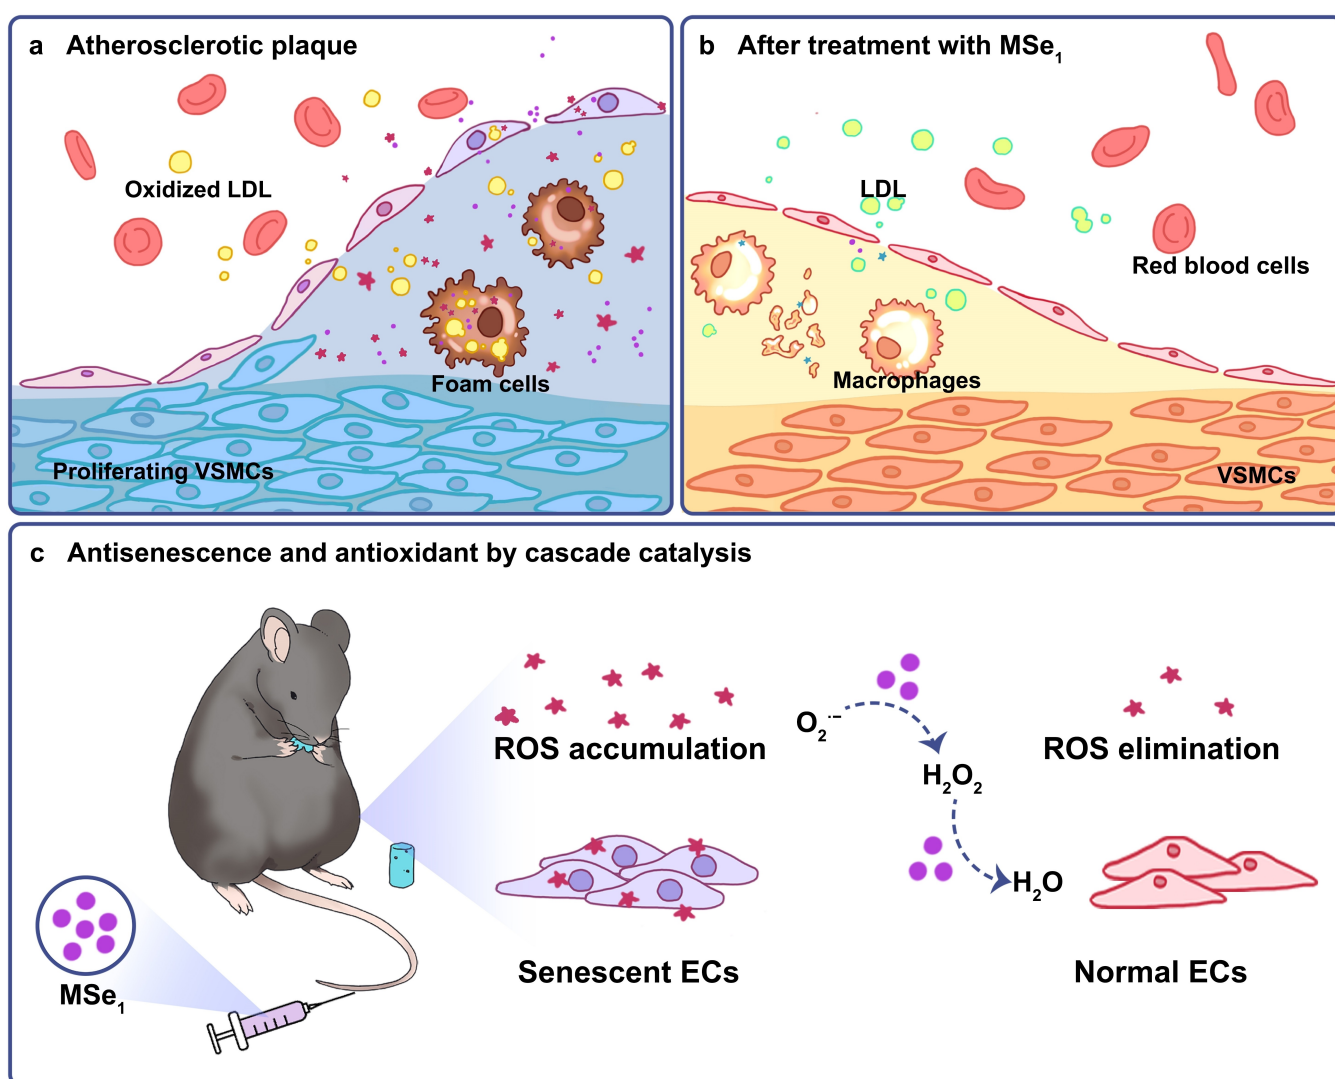 a Atherosclerotic plaque
Oxidized LDL
Foam cells
Proliferating VSMCs
b After treatment with MSe₁
LDL
Red blood cells
Macrophages
VSMCs
c Antisenescence and antioxidant by cascade catalysis
ROS accumulation
O₂·⁻
H₂O₂
H₂O
ROS elimination
Senescent ECs
Normal ECs
MSe₁